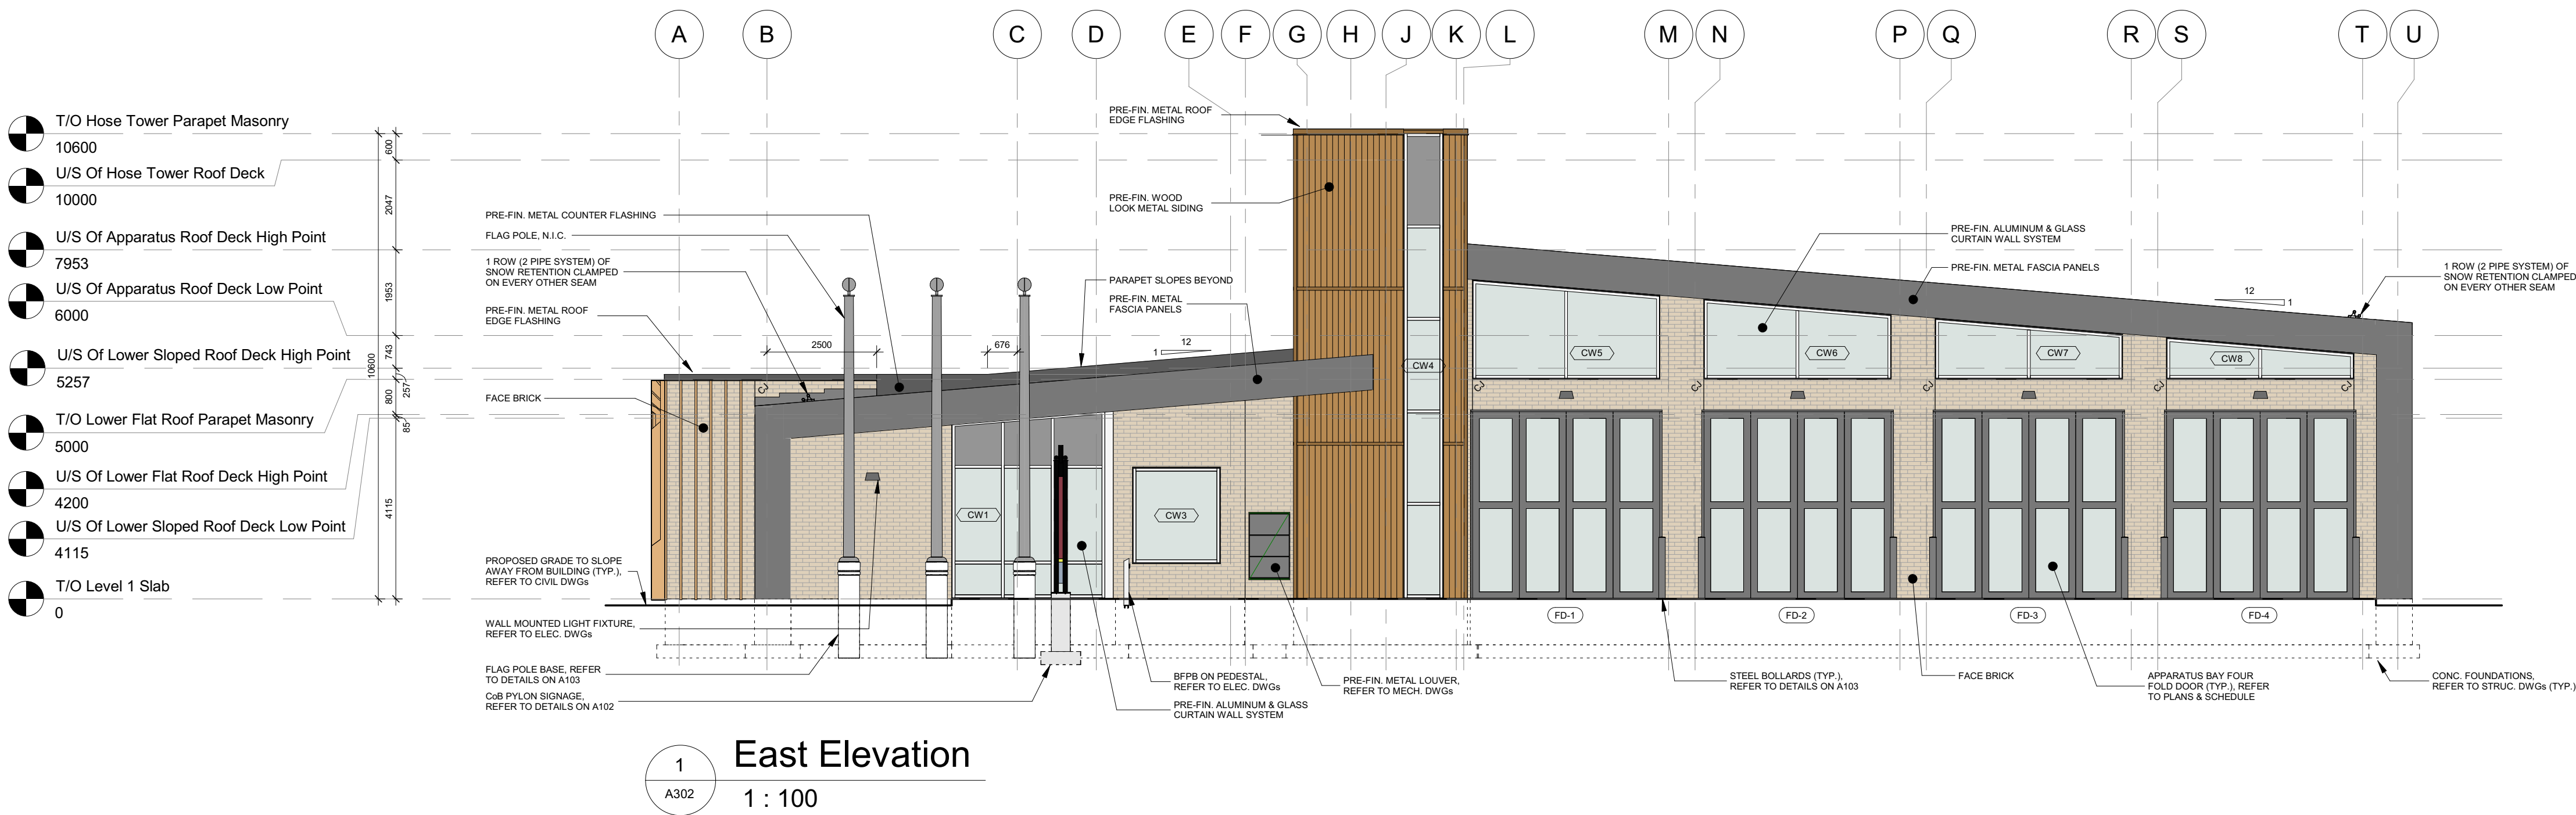 A B C D E F G H J K L M N P Q R S T U
T/O Hose Tower Parapet Masonry
10600
U/S Of Hose Tower Roof Deck
10000
U/S Of Apparatus Roof Deck High Point
7953
U/S Of Apparatus Roof Deck Low Point
6000
U/S Of Lower Sloped Roof Deck High Point
5257
T/O Lower Flat Roof Parapet Masonry
5000
U/S Of Lower Flat Roof Deck High Point
4200
U/S Of Lower Sloped Roof Deck Low Point
4115
T/O Level 1 Slab
0
10600
600
2047
1953
743
257
800
85
4115
PRE-FIN. METAL COUNTER FLASHING
FLAG POLE, N.I.C.
1 ROW (2 PIPE SYSTEM) OF
SNOW RETENTION CLAMPED
ON EVERY OTHER SEAM
PRE-FIN. METAL ROOF
EDGE FLASHING
FACE BRICK
PROPOSED GRADE TO SLOPE
AWAY FROM BUILDING (TYP.),
REFER TO CIVIL DWGs
WALL MOUNTED LIGHT FIXTURE,
REFER TO ELEC. DWGs
FLAG POLE BASE, REFER
TO DETAILS ON A103
CoB PYLON SIGNAGE,
REFER TO DETAILS ON A102
2500
676
CJ
PRE-FIN. METAL ROOF
EDGE FLASHING
PRE-FIN. WOOD
LOOK METAL SIDING
PARAPET SLOPES BEYOND
PRE-FIN. METAL
FASCIA PANELS
12
1
CW1
CW3
CW4
BFPB ON PEDESTAL,
REFER TO ELEC. DWGs
PRE-FIN. ALUMINUM & GLASS
CURTAIN WALL SYSTEM
PRE-FIN. METAL LOUVER,
REFER TO MECH. DWGs
PRE-FIN. ALUMINUM & GLASS
CURTAIN WALL SYSTEM
PRE-FIN. METAL FASCIA PANELS
12
1
1 ROW (2 PIPE SYSTEM) OF
SNOW RETENTION CLAMPED
ON EVERY OTHER SEAM
CW5
CW6
CW7
CW8
CJ
CJ
CJ
CJ
CJ
FD-1
FD-2
FD-3
FD-4
STEEL BOLLARDS (TYP.),
REFER TO DETAILS ON A103
FACE BRICK
APPARATUS BAY FOUR
FOLD DOOR (TYP.), REFER
TO PLANS & SCHEDULE
CONC. FOUNDATIONS,
REFER TO STRUC. DWGs (TYP.)
1
A302
East Elevation
1 : 100